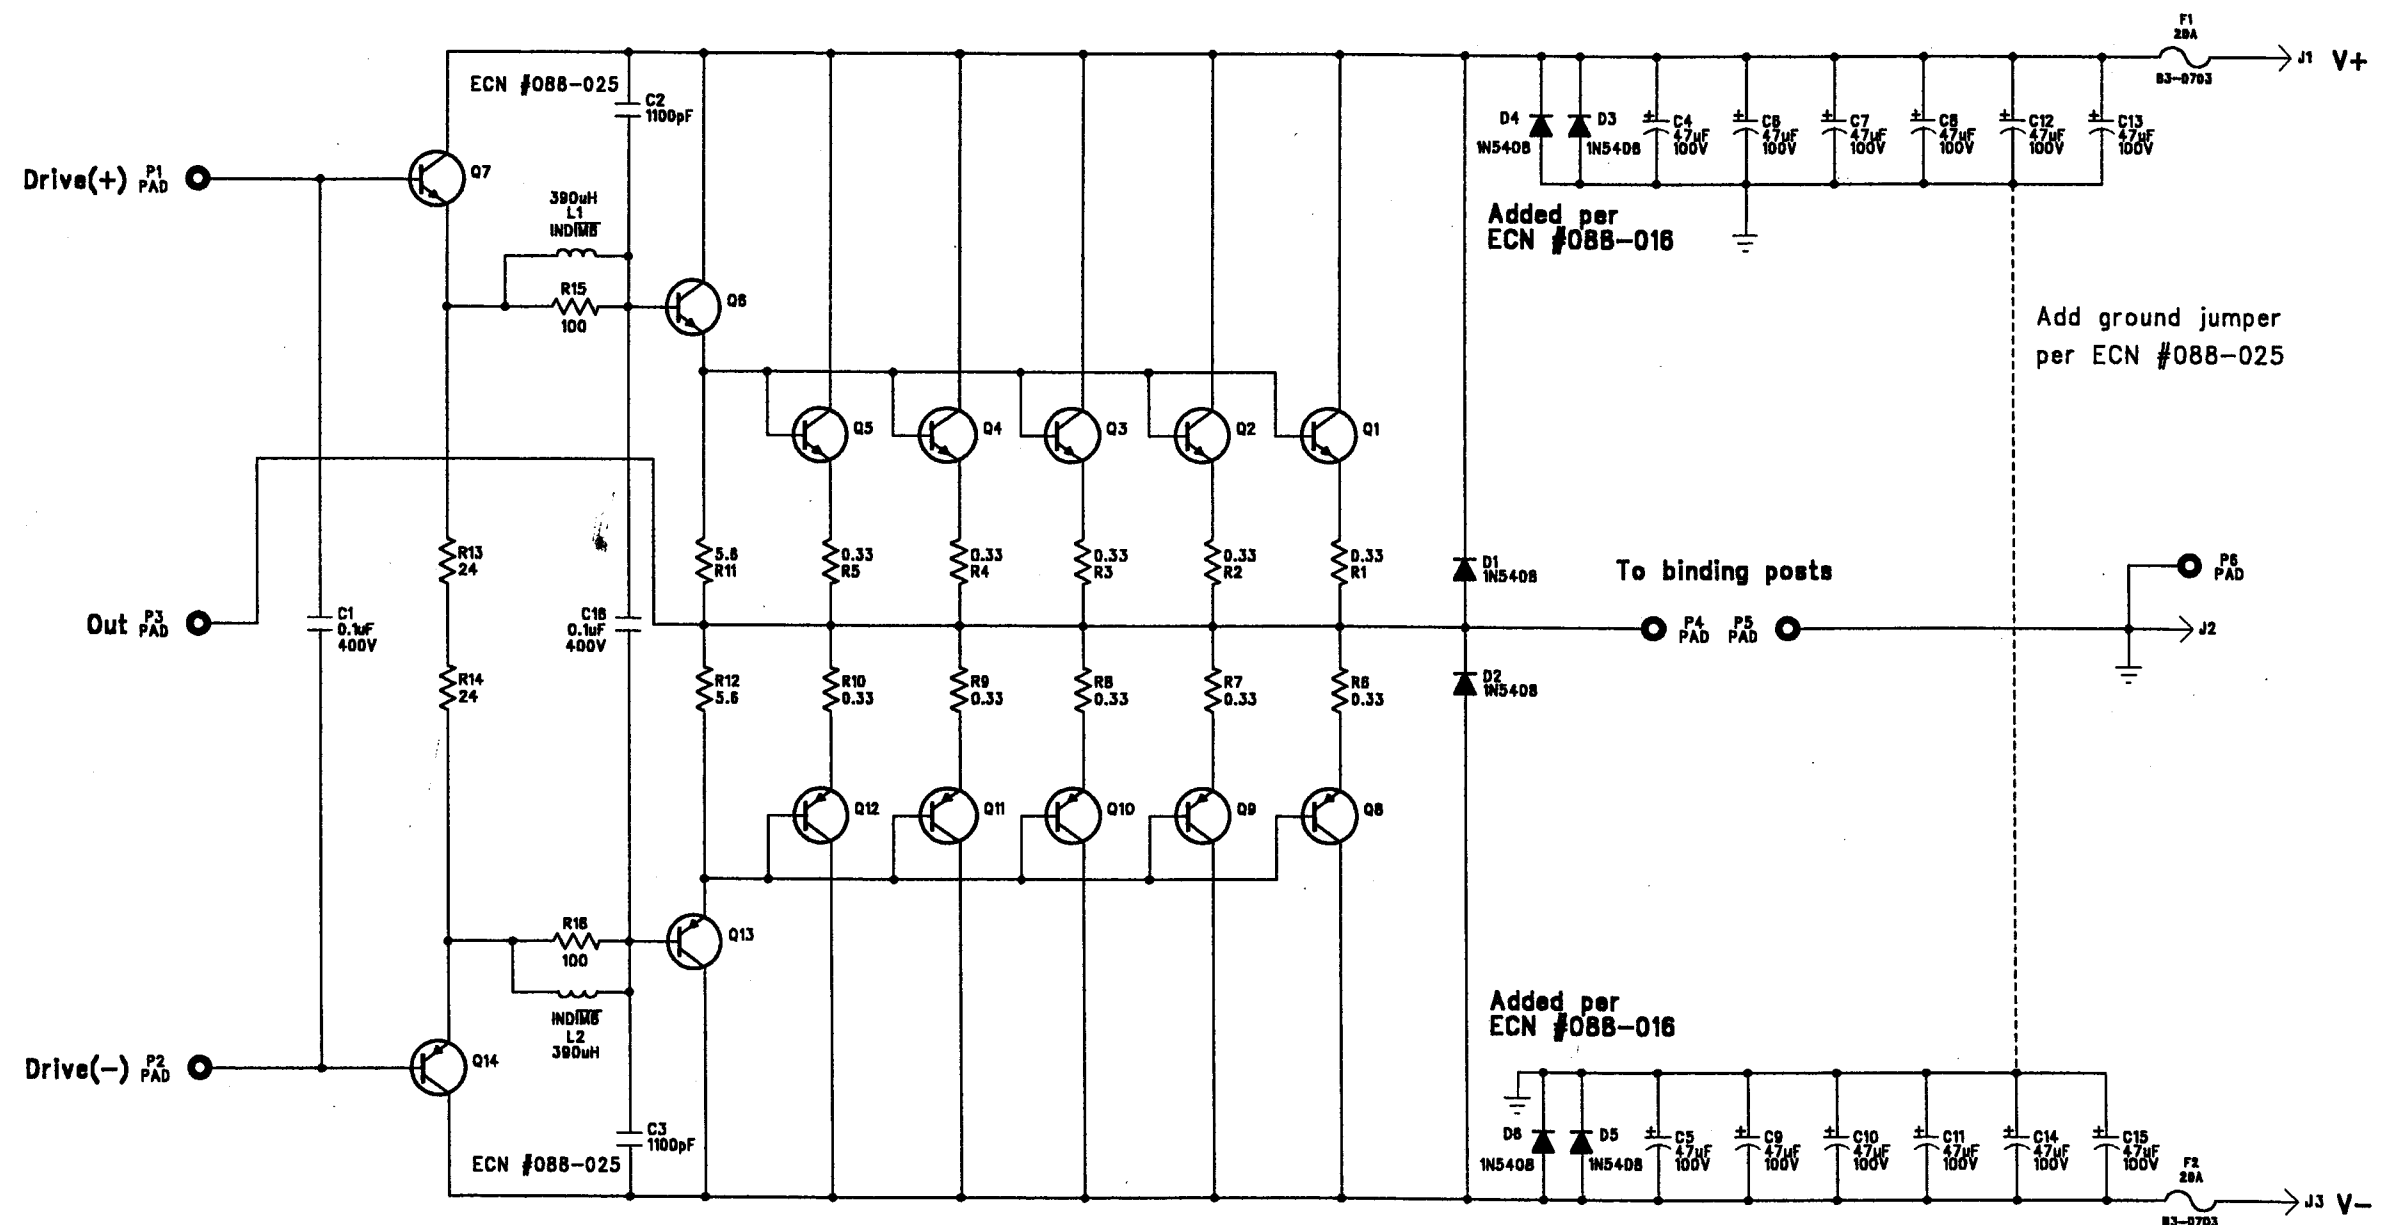 F1
20A
B3-0703
J1 V+
ECN #088-025
C2
1100pF
D4
1N5408
D3
1N5408
C4
47uF
100V
C6
47uF
100V
C7
47uF
100V
C8
47uF
100V
C12
47uF
100V
C13
47uF
100V
Drive(+) P1
PAD
Q7
390uH
L1
Added per
ECN #088-016
R15
100
Q6
Add ground jumper
per ECN #088-025
Q5
Q4
Q3
Q2
Q1
R13
24
5.6
R11
0.33
R5
0.33
R4
0.33
R3
0.33
R2
0.33
R1
D1
1N5408
To binding posts
P6
PAD
Out P3
PAD
C1
0.1uF
400V
C16
0.1uF
400V
P4
PAD
P5
PAD
J2
R14
24
R12
5.6
R10
0.33
R9
0.33
R8
0.33
R7
0.33
R6
0.33
D2
1N5408
Q12
Q11
Q10
Q9
Q8
R16
100
Q13
L2
390uH
Added per
ECN #088-016
Drive(-) P2
PAD
Q14
C3
1100pF
ECN #088-025
D6
1N5408
D5
1N5408
C5
47uF
100V
C9
47uF
100V
C10
47uF
100V
C11
47uF
100V
C14
47uF
100V
C15
47uF
100V
F2
20A
B3-0703
J3 V-